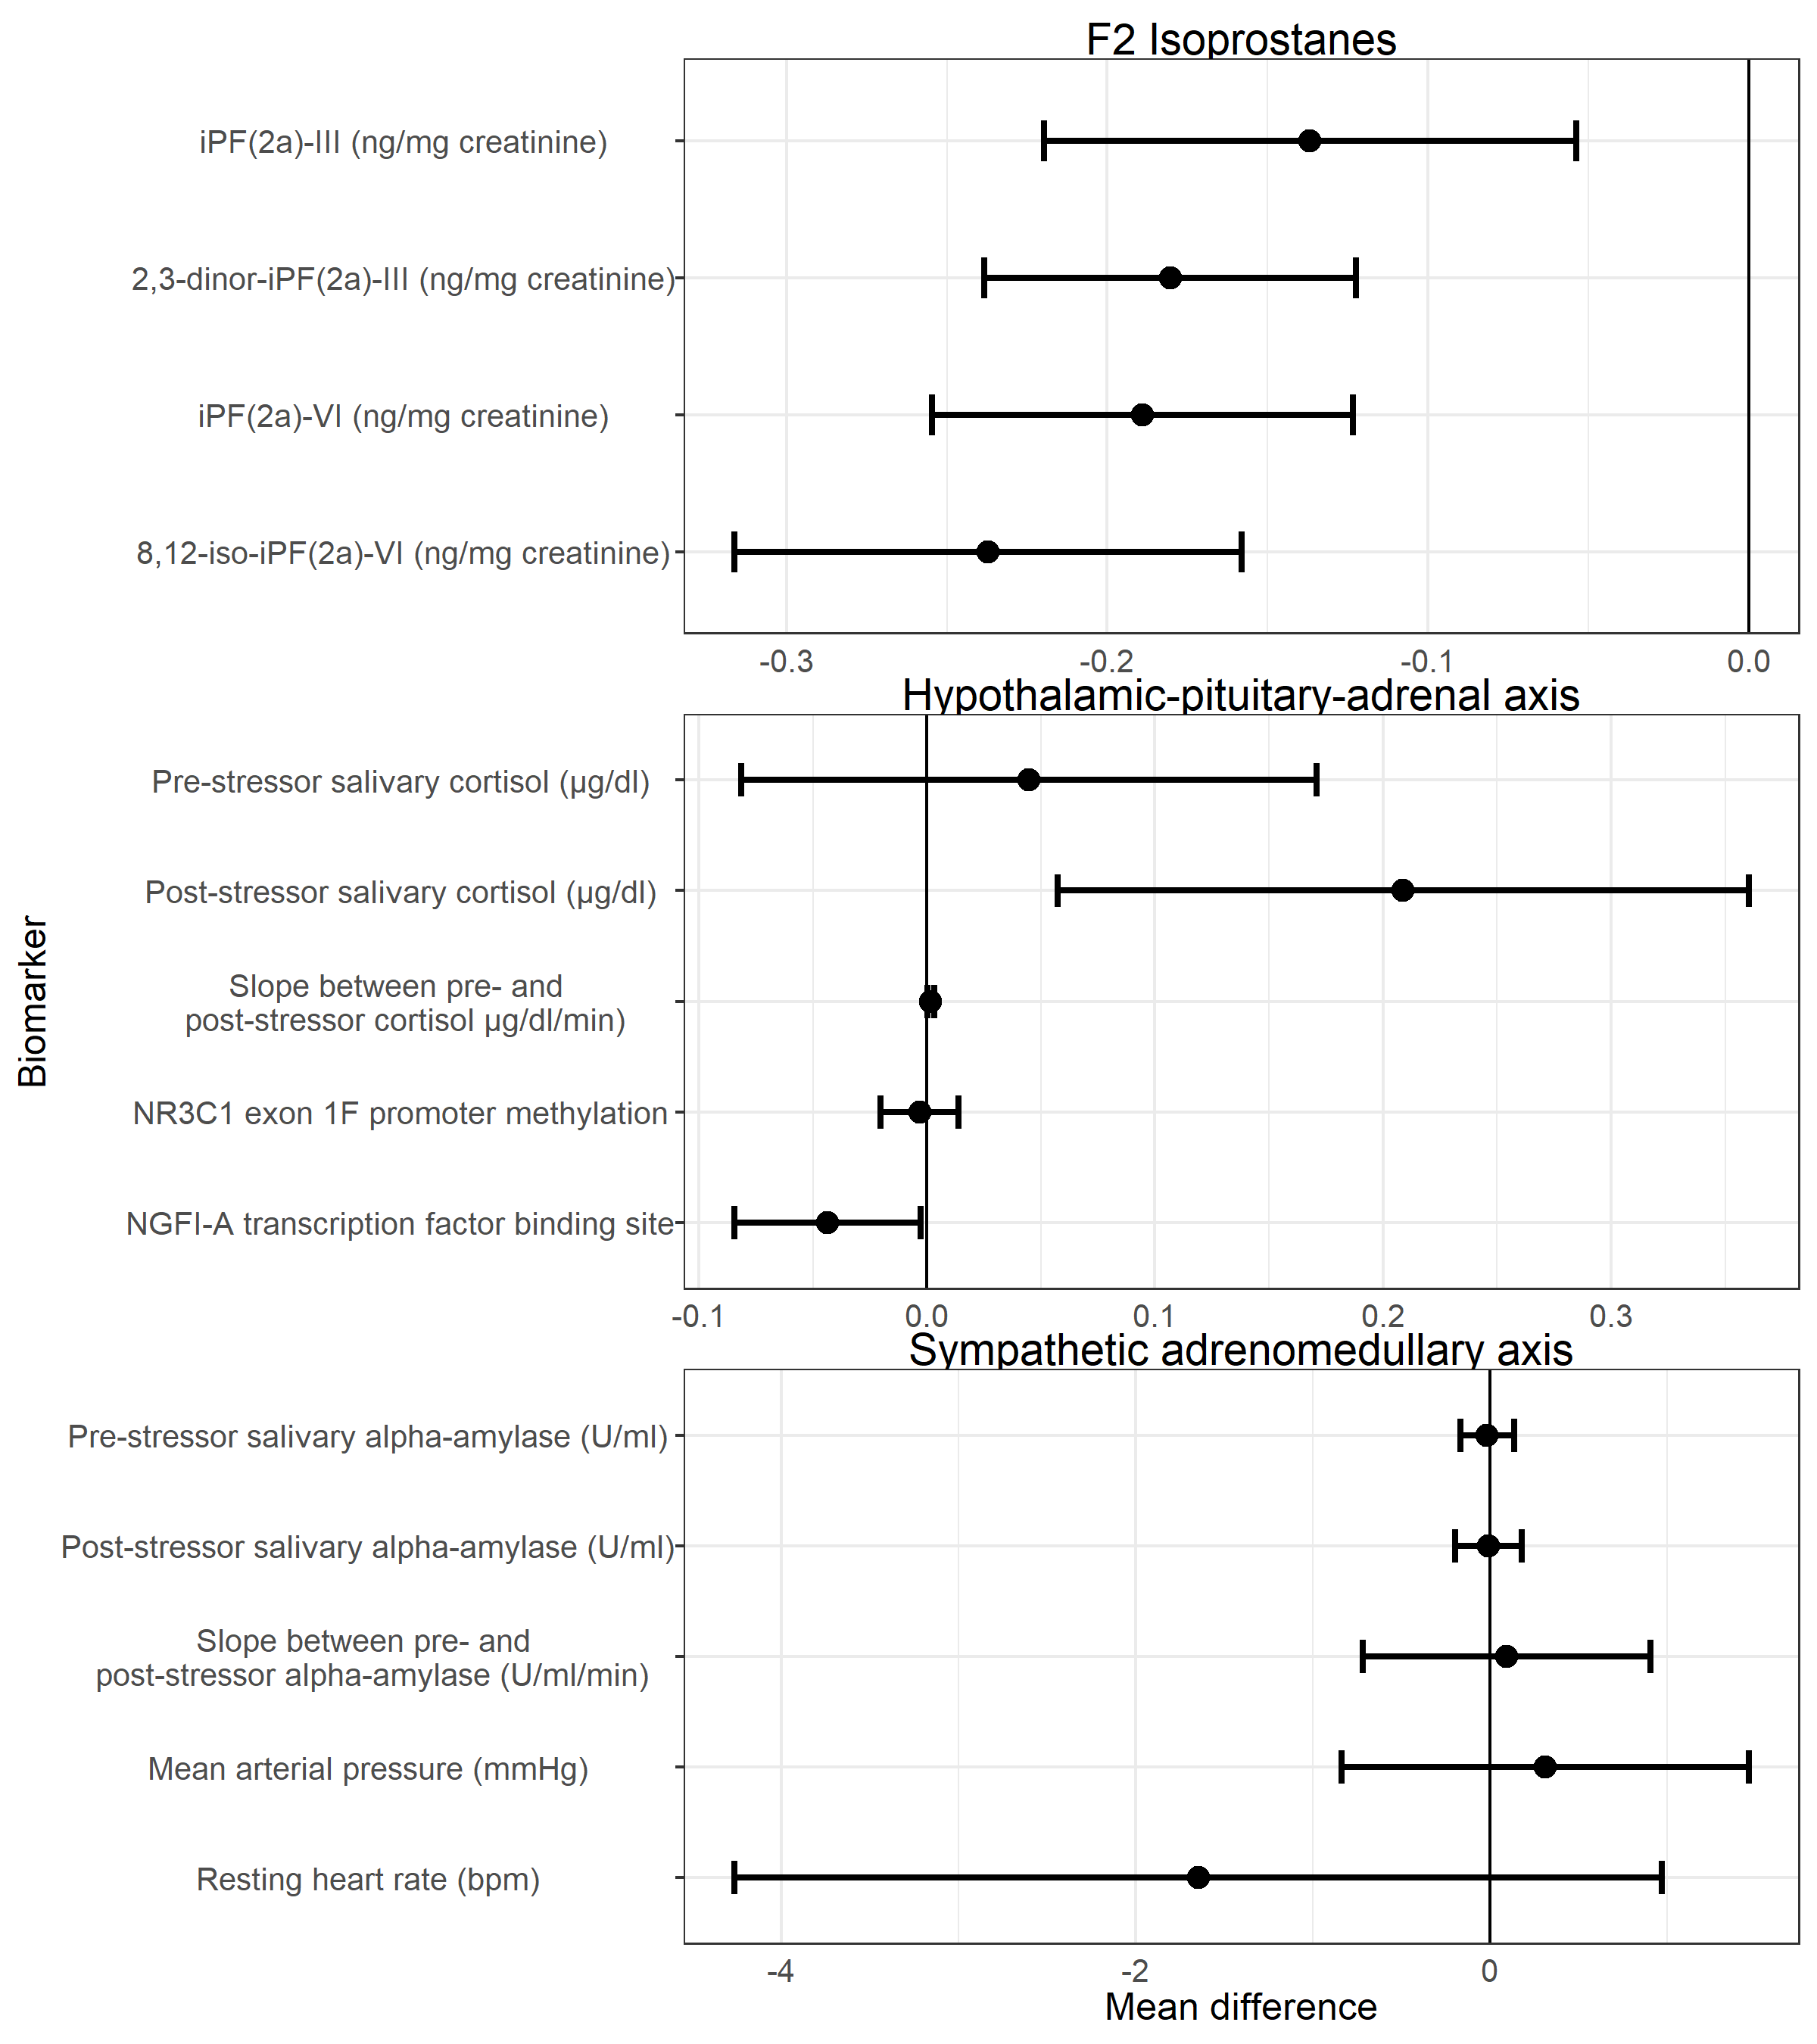 F2 Isoprostanes
iPF(2a)-III (ng/mg creatinine)
2,3-dinor-iPF(2a)-III (ng/mg creatinine)
iPF(2a)-VI (ng/mg creatinine)
8,12-iso-iPF(2a)-VI (ng/mg creatinine)
-0.3 -0.2 -0.1 0.0
Hypothalamic-pituitary-adrenal axis
Pre-stressor salivary cortisol (µg/dl)
Post-stressor salivary cortisol (µg/dl)
Slope between pre- and
post-stressor cortisol µg/dl/min)
NR3C1 exon 1F promoter methylation
NGFI-A transcription factor binding site
-0.1 0.0 0.1 0.2 0.3
Biomarker
Sympathetic adrenomedullary axis
Pre-stressor salivary alpha-amylase (U/ml)
Post-stressor salivary alpha-amylase (U/ml)
Slope between pre- and
post-stressor alpha-amylase (U/ml/min)
Mean arterial pressure (mmHg)
Resting heart rate (bpm)
-4 -2 0
Mean difference